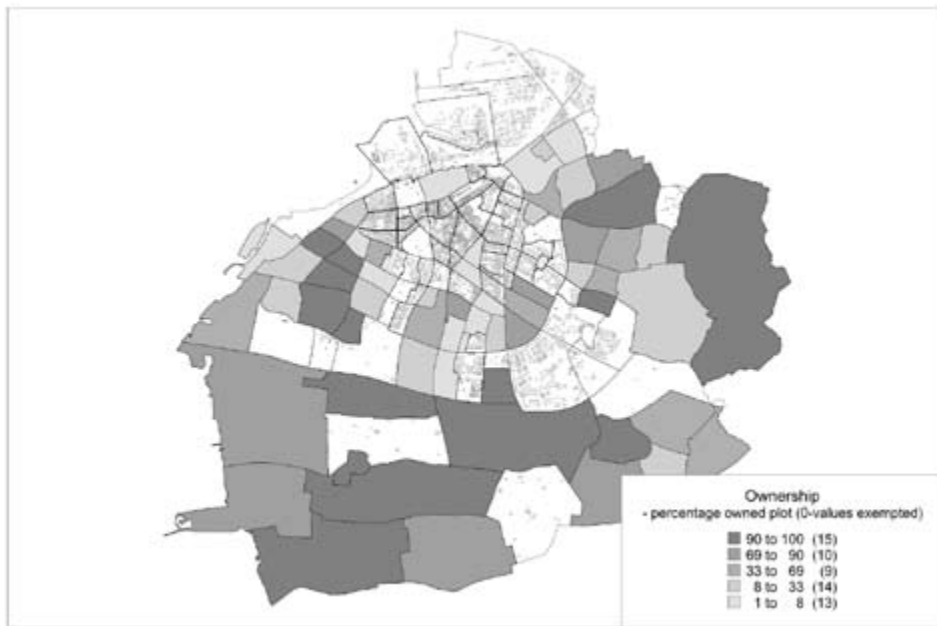 Ownership
- percentage owned plot (0-values exempted)
90 to 100 (15)
69 to 90 (10)
33 to 69 (9)
8 to 33 (14)
1 to 8 (13)